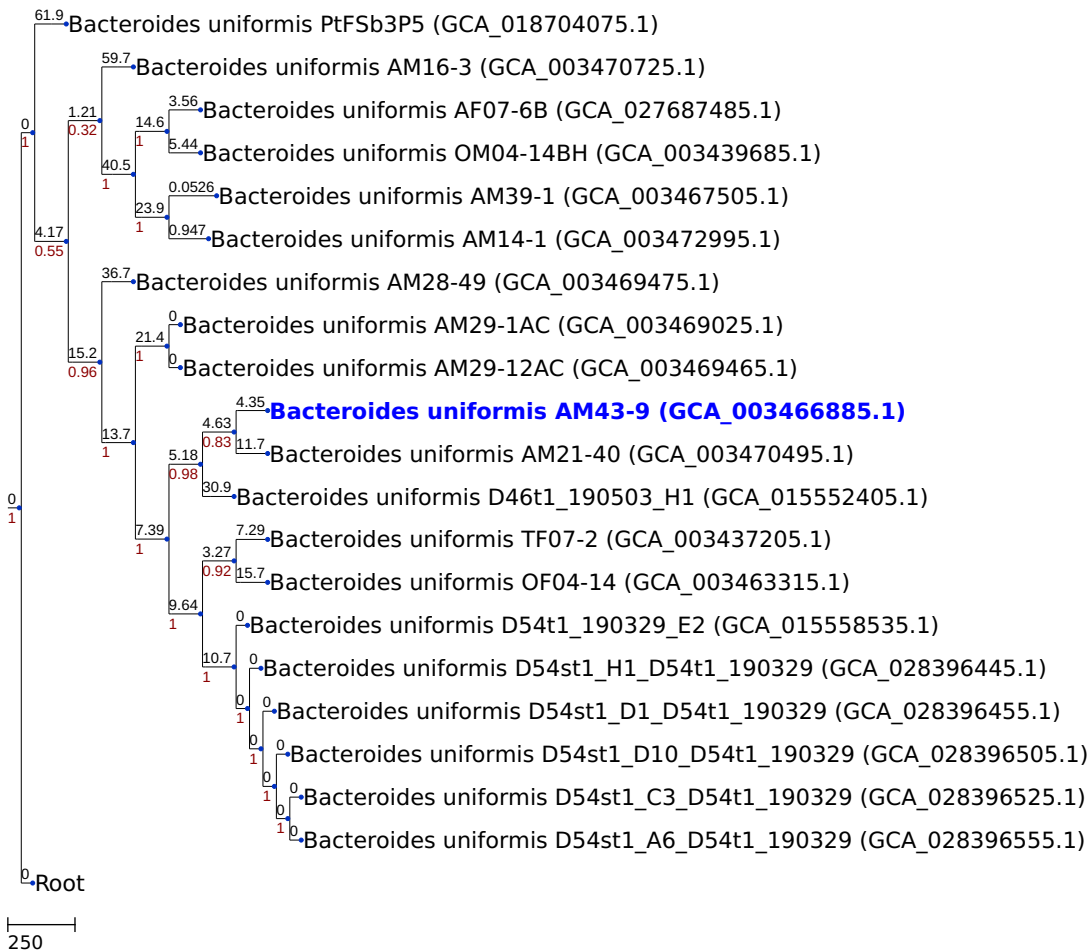 61.9 Bacteroides uniformis PtFSb3P5 (GCA_018704075.1)
59.7 Bacteroides uniformis AM16-3 (GCA_003470725.1)
3.56 Bacteroides uniformis AF07-6B (GCA_027687485.1)
1.21
0.32
0
1
14.6
1
5.44 Bacteroides uniformis OM04-14BH (GCA_003439685.1)
40.5
1
0.0526 Bacteroides uniformis AM39-1 (GCA_003467505.1)
23.9
1
4.17
0.55
0.947 Bacteroides uniformis AM14-1 (GCA_003472995.1)
36.7 Bacteroides uniformis AM28-49 (GCA_003469475.1)
0 Bacteroides uniformis AM29-1AC (GCA_003469025.1)
21.4
1
15.2
0.96
0 Bacteroides uniformis AM29-12AC (GCA_003469465.1)
4.35 Bacteroides uniformis AM43-9 (GCA_003466885.1)
4.63
0.83
13.7
1
11.7 Bacteroides uniformis AM21-40 (GCA_003470495.1)
5.18
0.98
30.9 Bacteroides uniformis D46t1_190503_H1 (GCA_015552405.1)
0
1
7.39
1
7.29 Bacteroides uniformis TF07-2 (GCA_003437205.1)
3.27
0.92
15.7 Bacteroides uniformis OF04-14 (GCA_003463315.1)
9.64
1
0 Bacteroides uniformis D54t1_190329_E2 (GCA_015558535.1)
10.7
1
0 Bacteroides uniformis D54st1_H1_D54t1_190329 (GCA_028396445.1)
0
1
0 Bacteroides uniformis D54st1_D1_D54t1_190329 (GCA_028396455.1)
0
1
0 Bacteroides uniformis D54st1_D10_D54t1_190329 (GCA_028396505.1)
0
1
0 Bacteroides uniformis D54st1_C3_D54t1_190329 (GCA_028396525.1)
0
1
0 Bacteroides uniformis D54st1_A6_D54t1_190329 (GCA_028396555.1)
0 Root
250